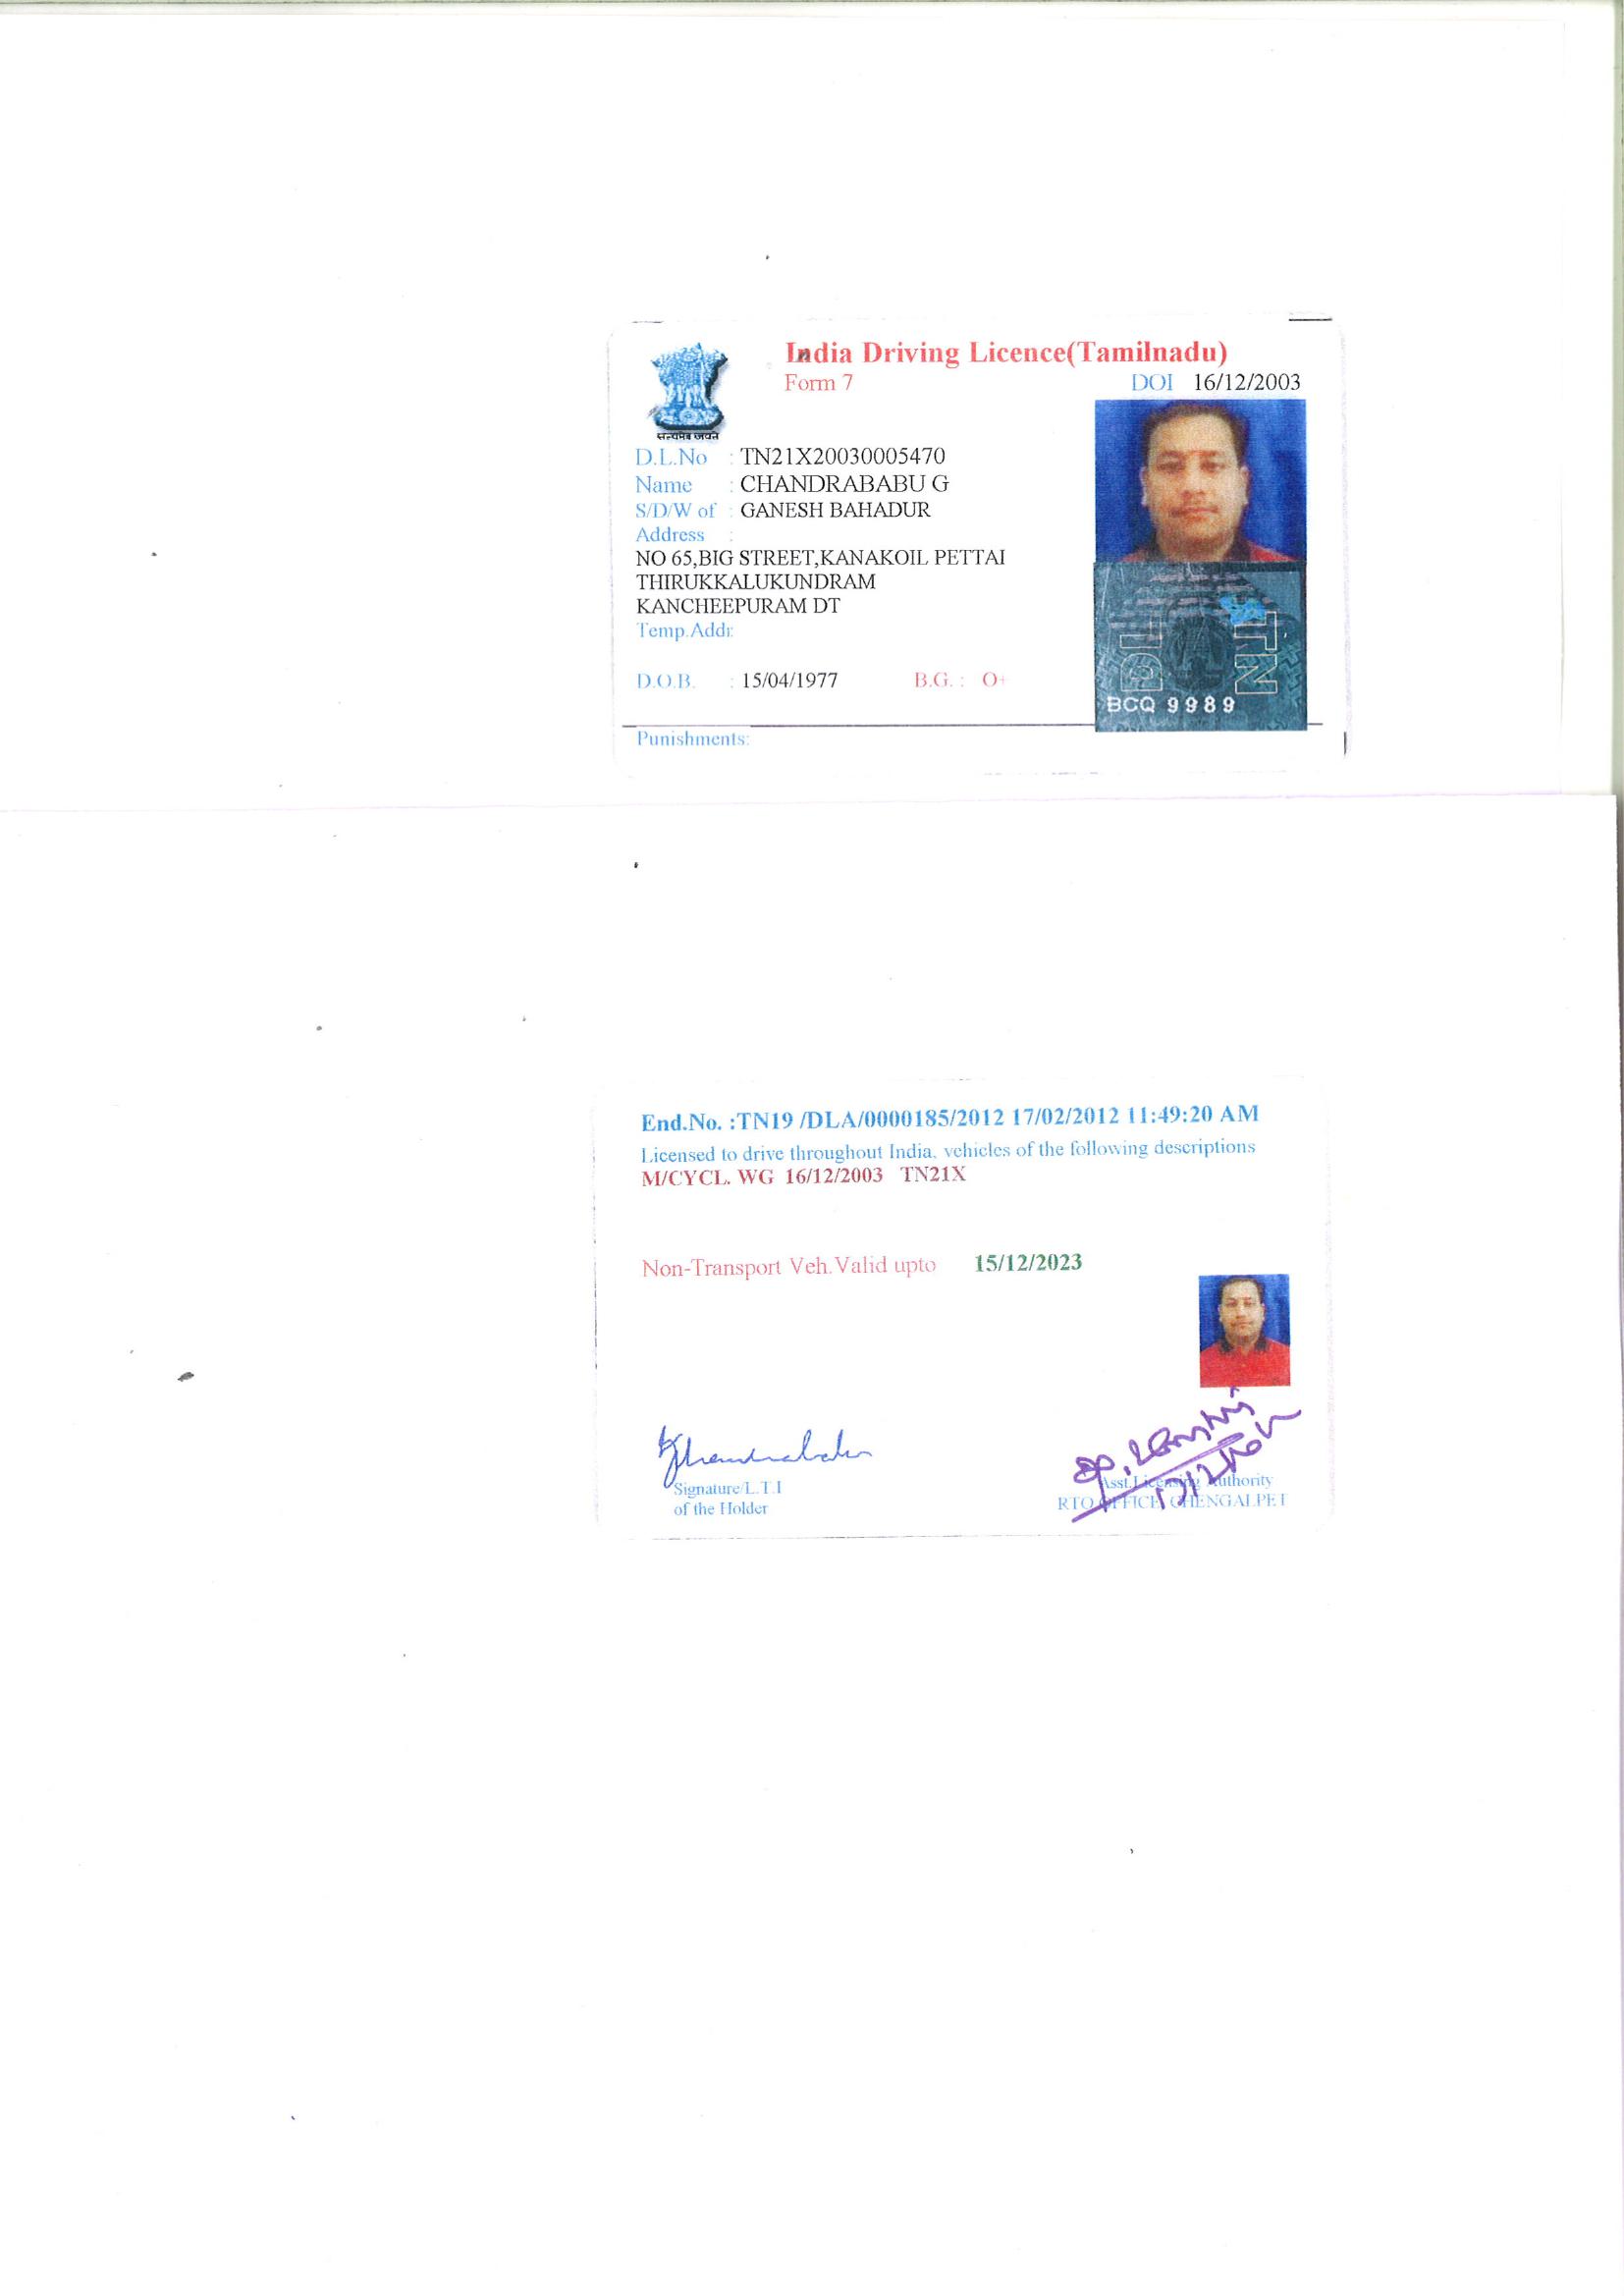 India Driving Licence(Tamilnadu)
Form 7 DOI 16/12/2003
सत्यमेव जयते
D.L.No : TN21X20030005470
Name : CHANDRABABU G
S/D/W of : GANESH BAHADUR
Address :
NO 65,BIG STREET,KANAKOIL PETTAI
THIRUKKALUKUNDRAM
KANCHEEPURAM DT
Temp.Addr:
DL TN
D.O.B. : 15/04/1977 B.G. : O+
BCQ 9989
Punishments:
End.No. :TN19 /DLA/0000185/2012 17/02/2012 11:49:20 AM
Licensed to drive throughout India, vehicles of the following descriptions
M/CYCL. WG 16/12/2003 TN21X
Non-Transport Veh.Valid upto 15/12/2023
Signature/L.T.I
of the Holder
Asst.Licensing Authority
RTO OFFICE, CHENGALPET